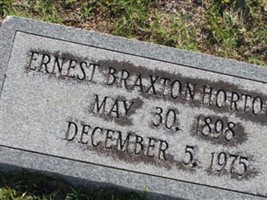 ERNEST BRAXTON HORTO
MAY 30, 1898
DECEMBER 5, 1975